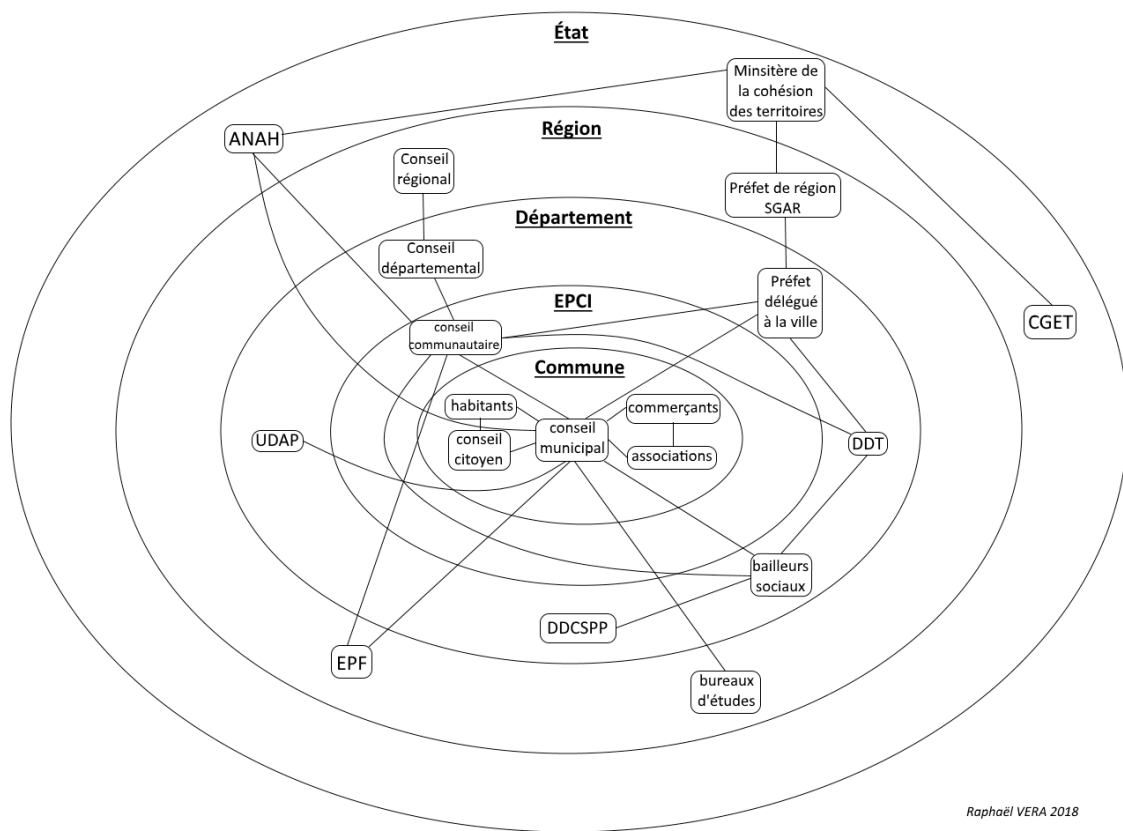 État
Minsitère de
la cohésion
des territoires
ANAH
Région
Conseil
régional
Préfet de région
SGAR
Département
Conseil
départemental
Préfet
délégué
à la ville
EPCI
CGET
conseil
communautaire
Commune
habitants
commerçants
conseil
municipal
UDAP
conseil
citoyen
associations
DDT
bailleurs
sociaux
DDCSPP
EPF
bureaux
d'études
Raphaël VERA 2018